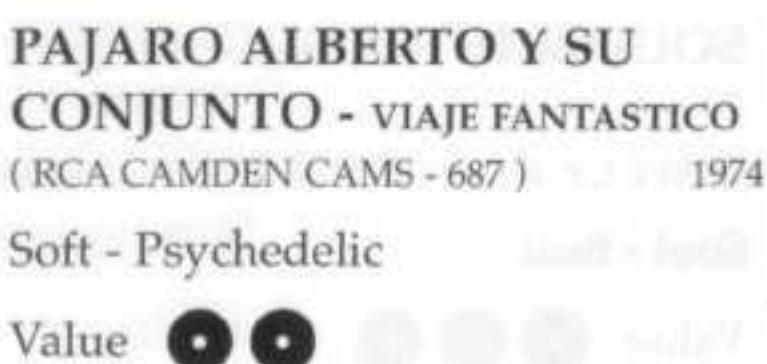 PAJARO ALBERTO Y SU
CONJUNTO - VIAJE FANTASTICO
( RCA CAMDEN CAMS - 687 ) 1974
Soft - Psychedelic
Value